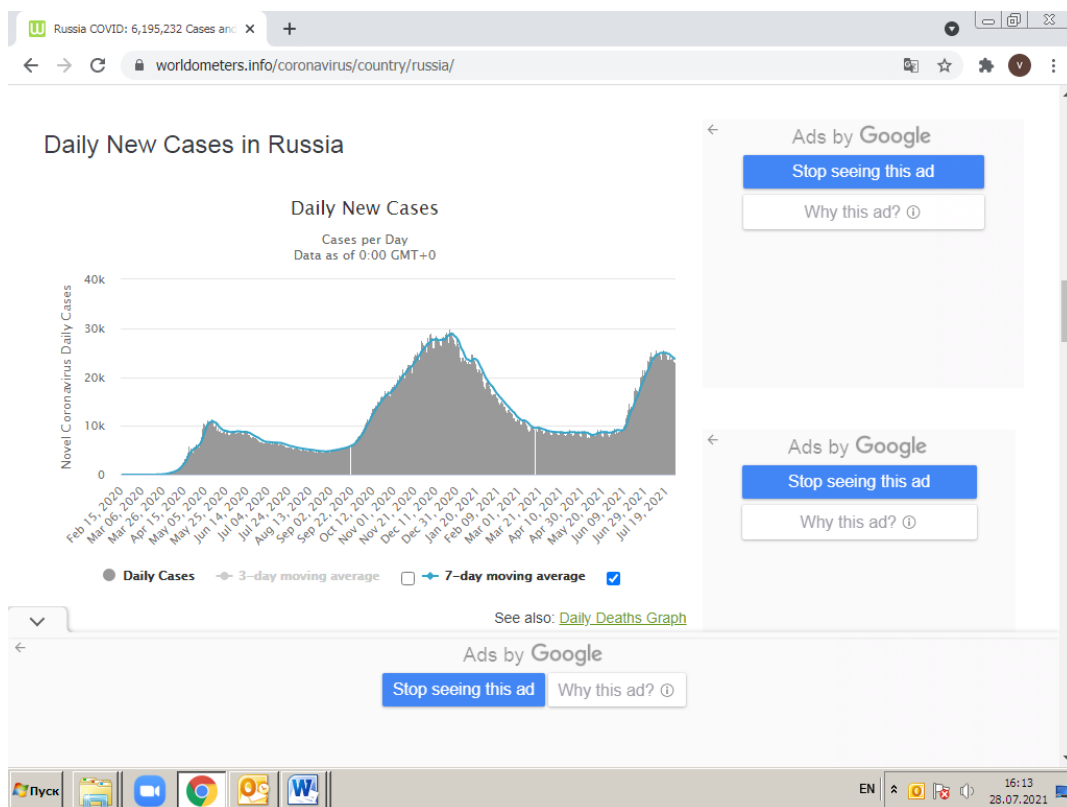 Russia COVID: 6,195,232 Cases and
worldometers.info/coronavirus/country/russia/
V
Daily New Cases in Russia
Daily New Cases
Cases per Day
Data as of 0:00 GMT+0
Novel Coronavirus Daily Cases
40k
30k
20k
10k
0
Feb 15, 2020
Mar 06, 2020
Mar 26, 2020
Apr 15, 2020
May 05, 2020
May 25, 2020
Jun 14, 2020
Jul 04, 2020
Jul 24, 2020
Aug 13, 2020
Sep 02, 2020
Sep 22, 2020
Oct 12, 2020
Nov 01, 2020
Nov 21, 2020
Dec 11, 2020
Dec 31, 2020
Jan 20, 2021
Feb 09, 2021
Mar 01, 2021
Mar 21, 2021
Apr 10, 2021
Apr 30, 2021
May 20, 2021
Jun 09, 2021
Jun 29, 2021
Jul 19, 2021
Daily Cases 3-day moving average 7-day moving average
See also: Daily Deaths Graph
Ads by Google
Stop seeing this ad
Why this ad?
Ads by Google
Stop seeing this ad
Why this ad?
Ads by Google
Stop seeing this ad Why this ad?
Пуск
EN
16:13
28.07.2021